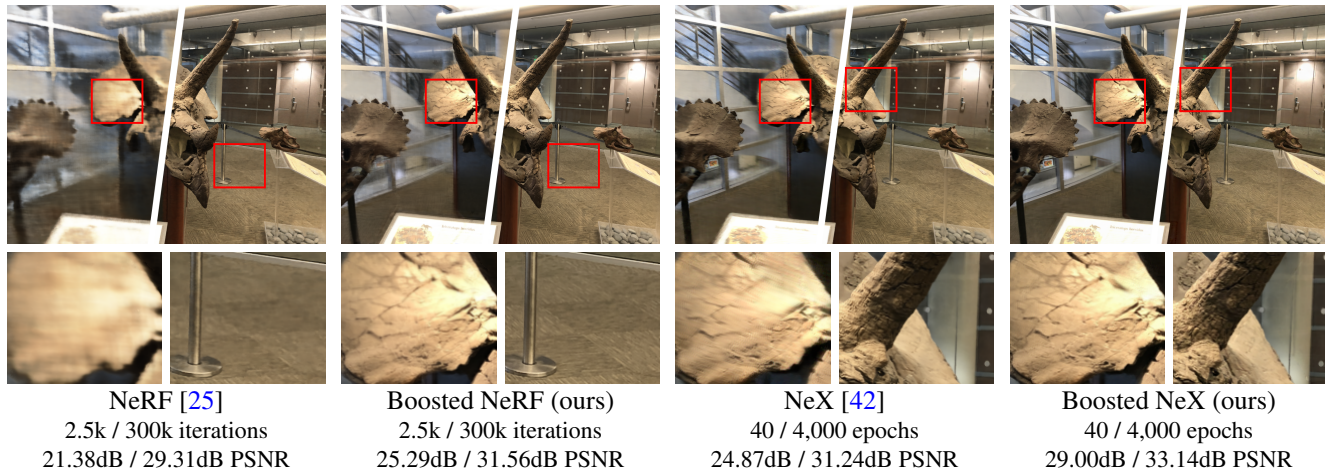 NeRF [25]
2.5k / 300k iterations
21.38dB / 29.31dB PSNR
Boosted NeRF (ours)
2.5k / 300k iterations
25.29dB / 31.56dB PSNR
NeX [42]
40 / 4,000 epochs
24.87dB / 31.24dB PSNR
Boosted NeX (ours)
40 / 4,000 epochs
29.00dB / 33.14dB PSNR